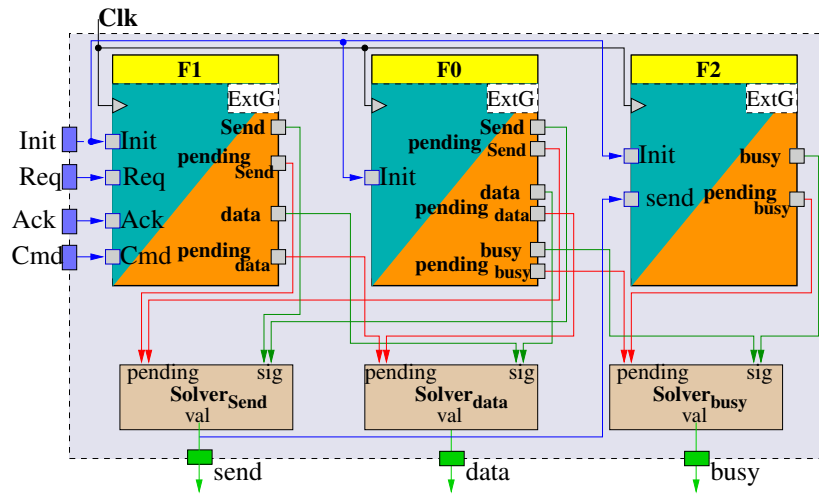 Clk
F1 F0 F2
ExtG ExtG ExtG
Send Send
Init Init pending Send
pending Send Init busy
Req Req Init data
pending data send pending busy
Ack Ack data
busy
Cmd Cmd pending data pending busy
pending sig pending sig pending sig
Solver Send Solver data Solver busy
val val val
send data busy